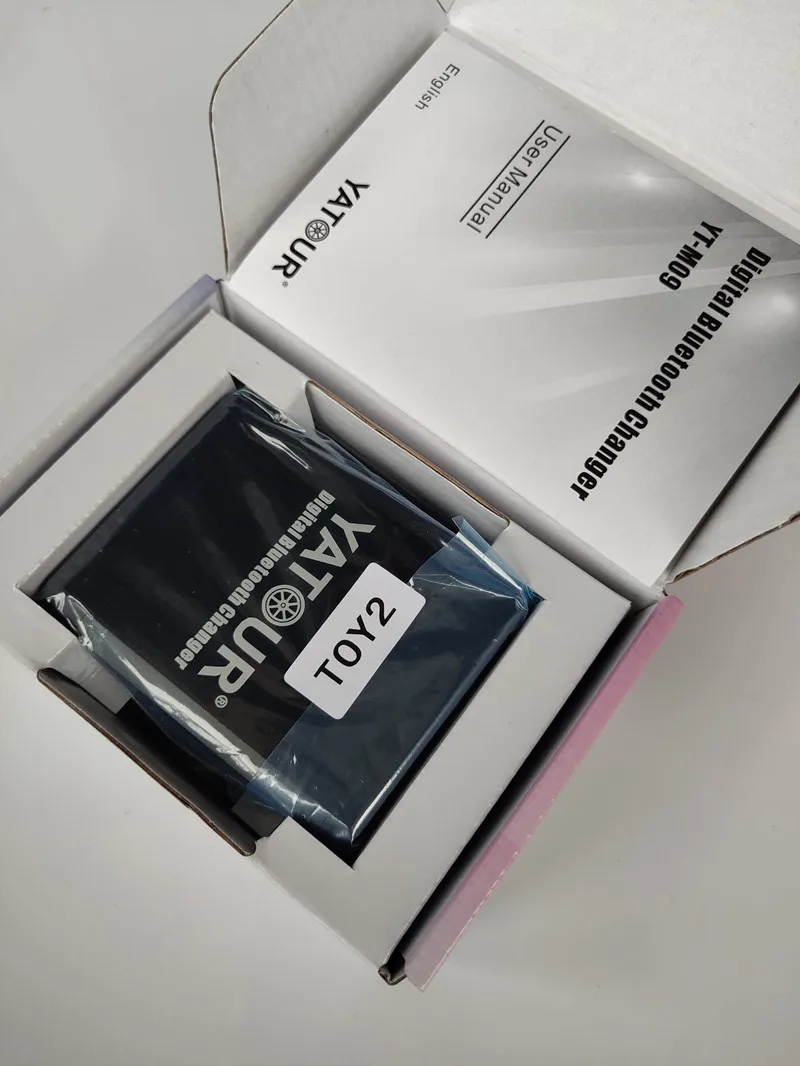 English
User Manual
YATOUR®
YT-M09
Digital Bluetooth Changer
YATOUR®
Digital Bluetooth Changer
TOY2